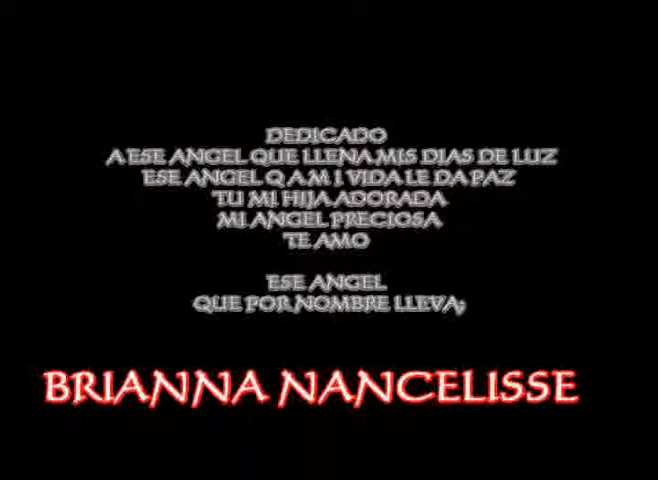 DEDICADO
A ESE ANGEL QUE LLENA MIS DIAS DE LUZ
ESE ANGEL Q A M I VIDA LE DA PAZ
TU MI HIJA ADORADA
MI ANGEL PRECIOSA
TE AMO
ESE ANGEL
QUE POR NOMBRE LLEVA;
BRIANNA NANCELISSE